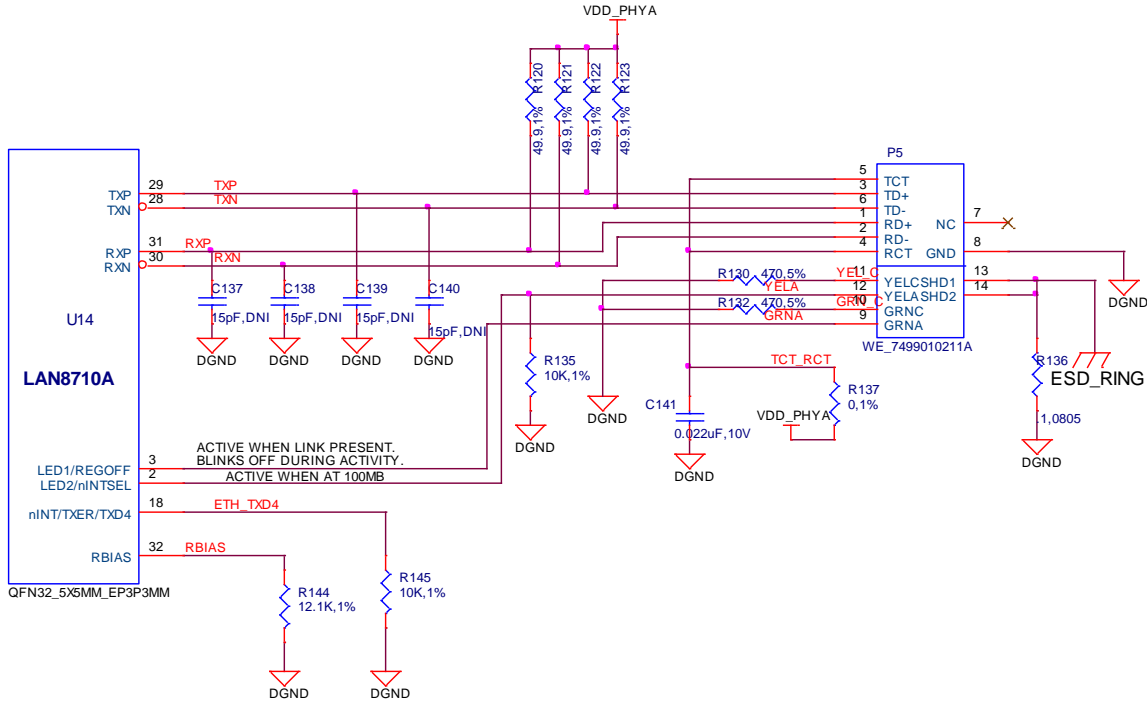 VDD_PHYA
49.9,1% R120
49.9,1% R121
49.9,1% R122
49.9,1% R123
P5
TXP 29 TXP
TXN 28 TXN
RXP 31 RXP
RXN 30 RXN
5 TCT
3 TD+
6 TD-
1 RD+
2 RD-
4 RCT
NC 7
GND 8
DGND
11 YELC
12 YELA
10 GRNC
9 GRNA
SHD1 13
SHD2 14
WE_7499010211A
R130 470,5% YEL_C
YELA
R132 470,5% GRN_C
GRNA
C137
15pF,DNI
DGND
C138
15pF,DNI
DGND
C139
15pF,DNI
DGND
C140
15pF,DNI
DGND
U14
LAN8710A
R135
10K,1%
DGND
DGND
TCT_RCT
R137
0,1%
VDD_PHYA
C141
0.022uF,10V
DGND
R136
1,0805
DGND
ESD_RING
ACTIVE WHEN LINK PRESENT.
BLINKS OFF DURING ACTIVITY.
LED1/REGOFF 3
LED2/nINTSEL 2
ACTIVE WHEN AT 100MB
nINT/TXER/TXD4 18 ETH_TXD4
RBIAS 32 RBIAS
QFN32_5X5MM_EP3P3MM
R144
12.1K,1%
DGND
R145
10K,1%
DGND